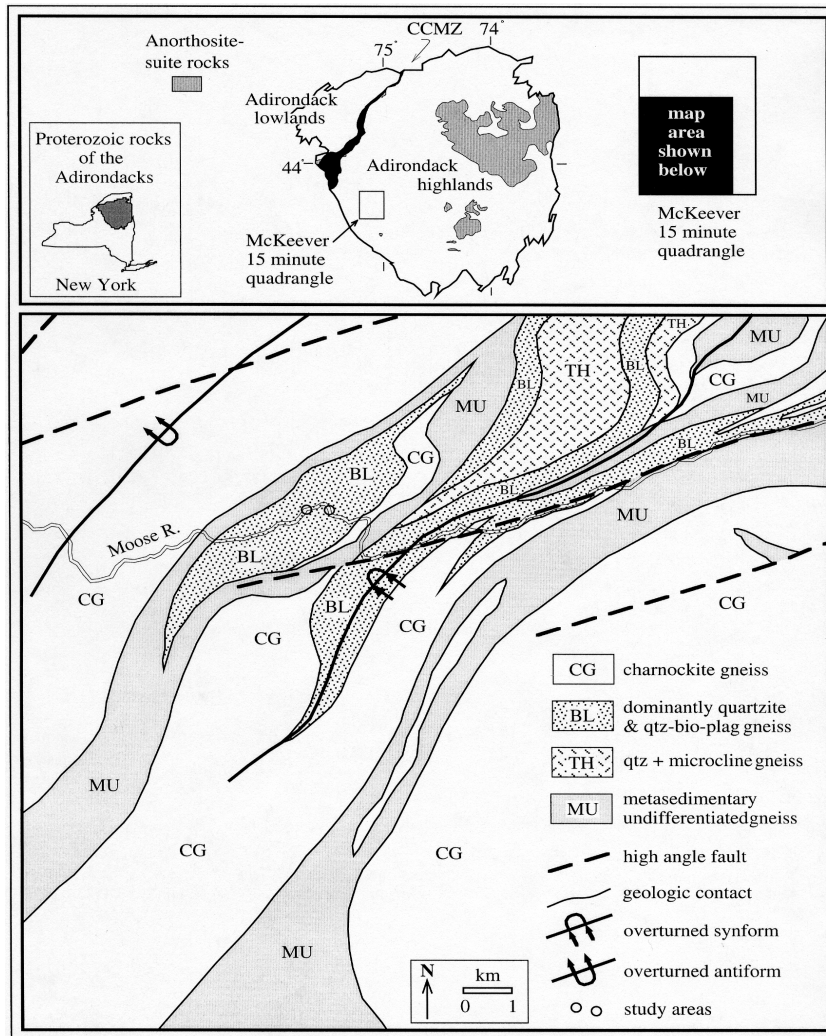 Anorthosite-
suite rocks
CCMZ
75°
74°
Adirondack
lowlands
44°
Adirondack
highlands
McKeever
15 minute
quadrangle
Proterozoic rocks
of the
Adirondacks
New York
map
area
shown
below
McKeever
15 minute
quadrangle
TH
MU
BL
TH
BL
CG
MU
MU
BL
CG
BL
BL
MU
Moose R.
BL
CG
BL
CG
CG
CG
MU
CG
CG
MU
CG charnockite gneiss
BL dominantly quartzite
& qtz-bio-plag gneiss
TH qtz + microcline gneiss
MU metasedimentary
undifferentiatedgneiss
high angle fault
geologic contact
overturned synform
overturned antiform
study areas
N
km
0 1